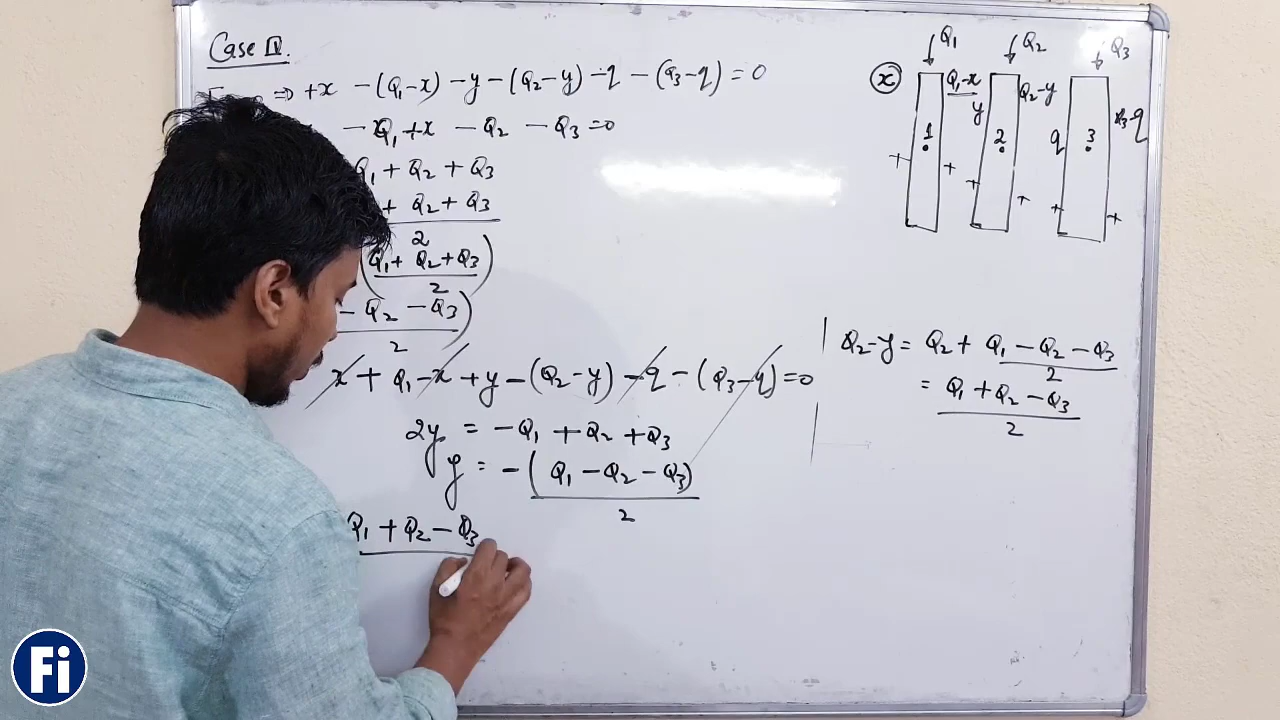 Case II.
⇒ +x - (Q₁-x) - y - (Q₂-y) - q - (Q₃-q) = 0
- Q₁ + x - Q₂ - Q₃ = 0
Q₁ + Q₂ + Q₃
+ Q₂ + Q₃
2
(Q₁ + Q₂ + Q₃)
2
- Q₂ - Q₃)
2
x + Q₁ - x + y - (Q₂-y) - q - (Q₃-q) = 0
2y = -Q₁ + Q₂ + Q₃
y = - (Q₁ - Q₂ - Q₃)
2
Q₁ + Q₂ - Q₃
x Q₁ Q₂ Q₃
Q₁-x Q₂-y
y q -q
1 2 3
+ + + + + +
Q₂-y = Q₂ + Q₁ - Q₂ - Q₃
2
= Q₁ + Q₂ - Q₃
2
Fi